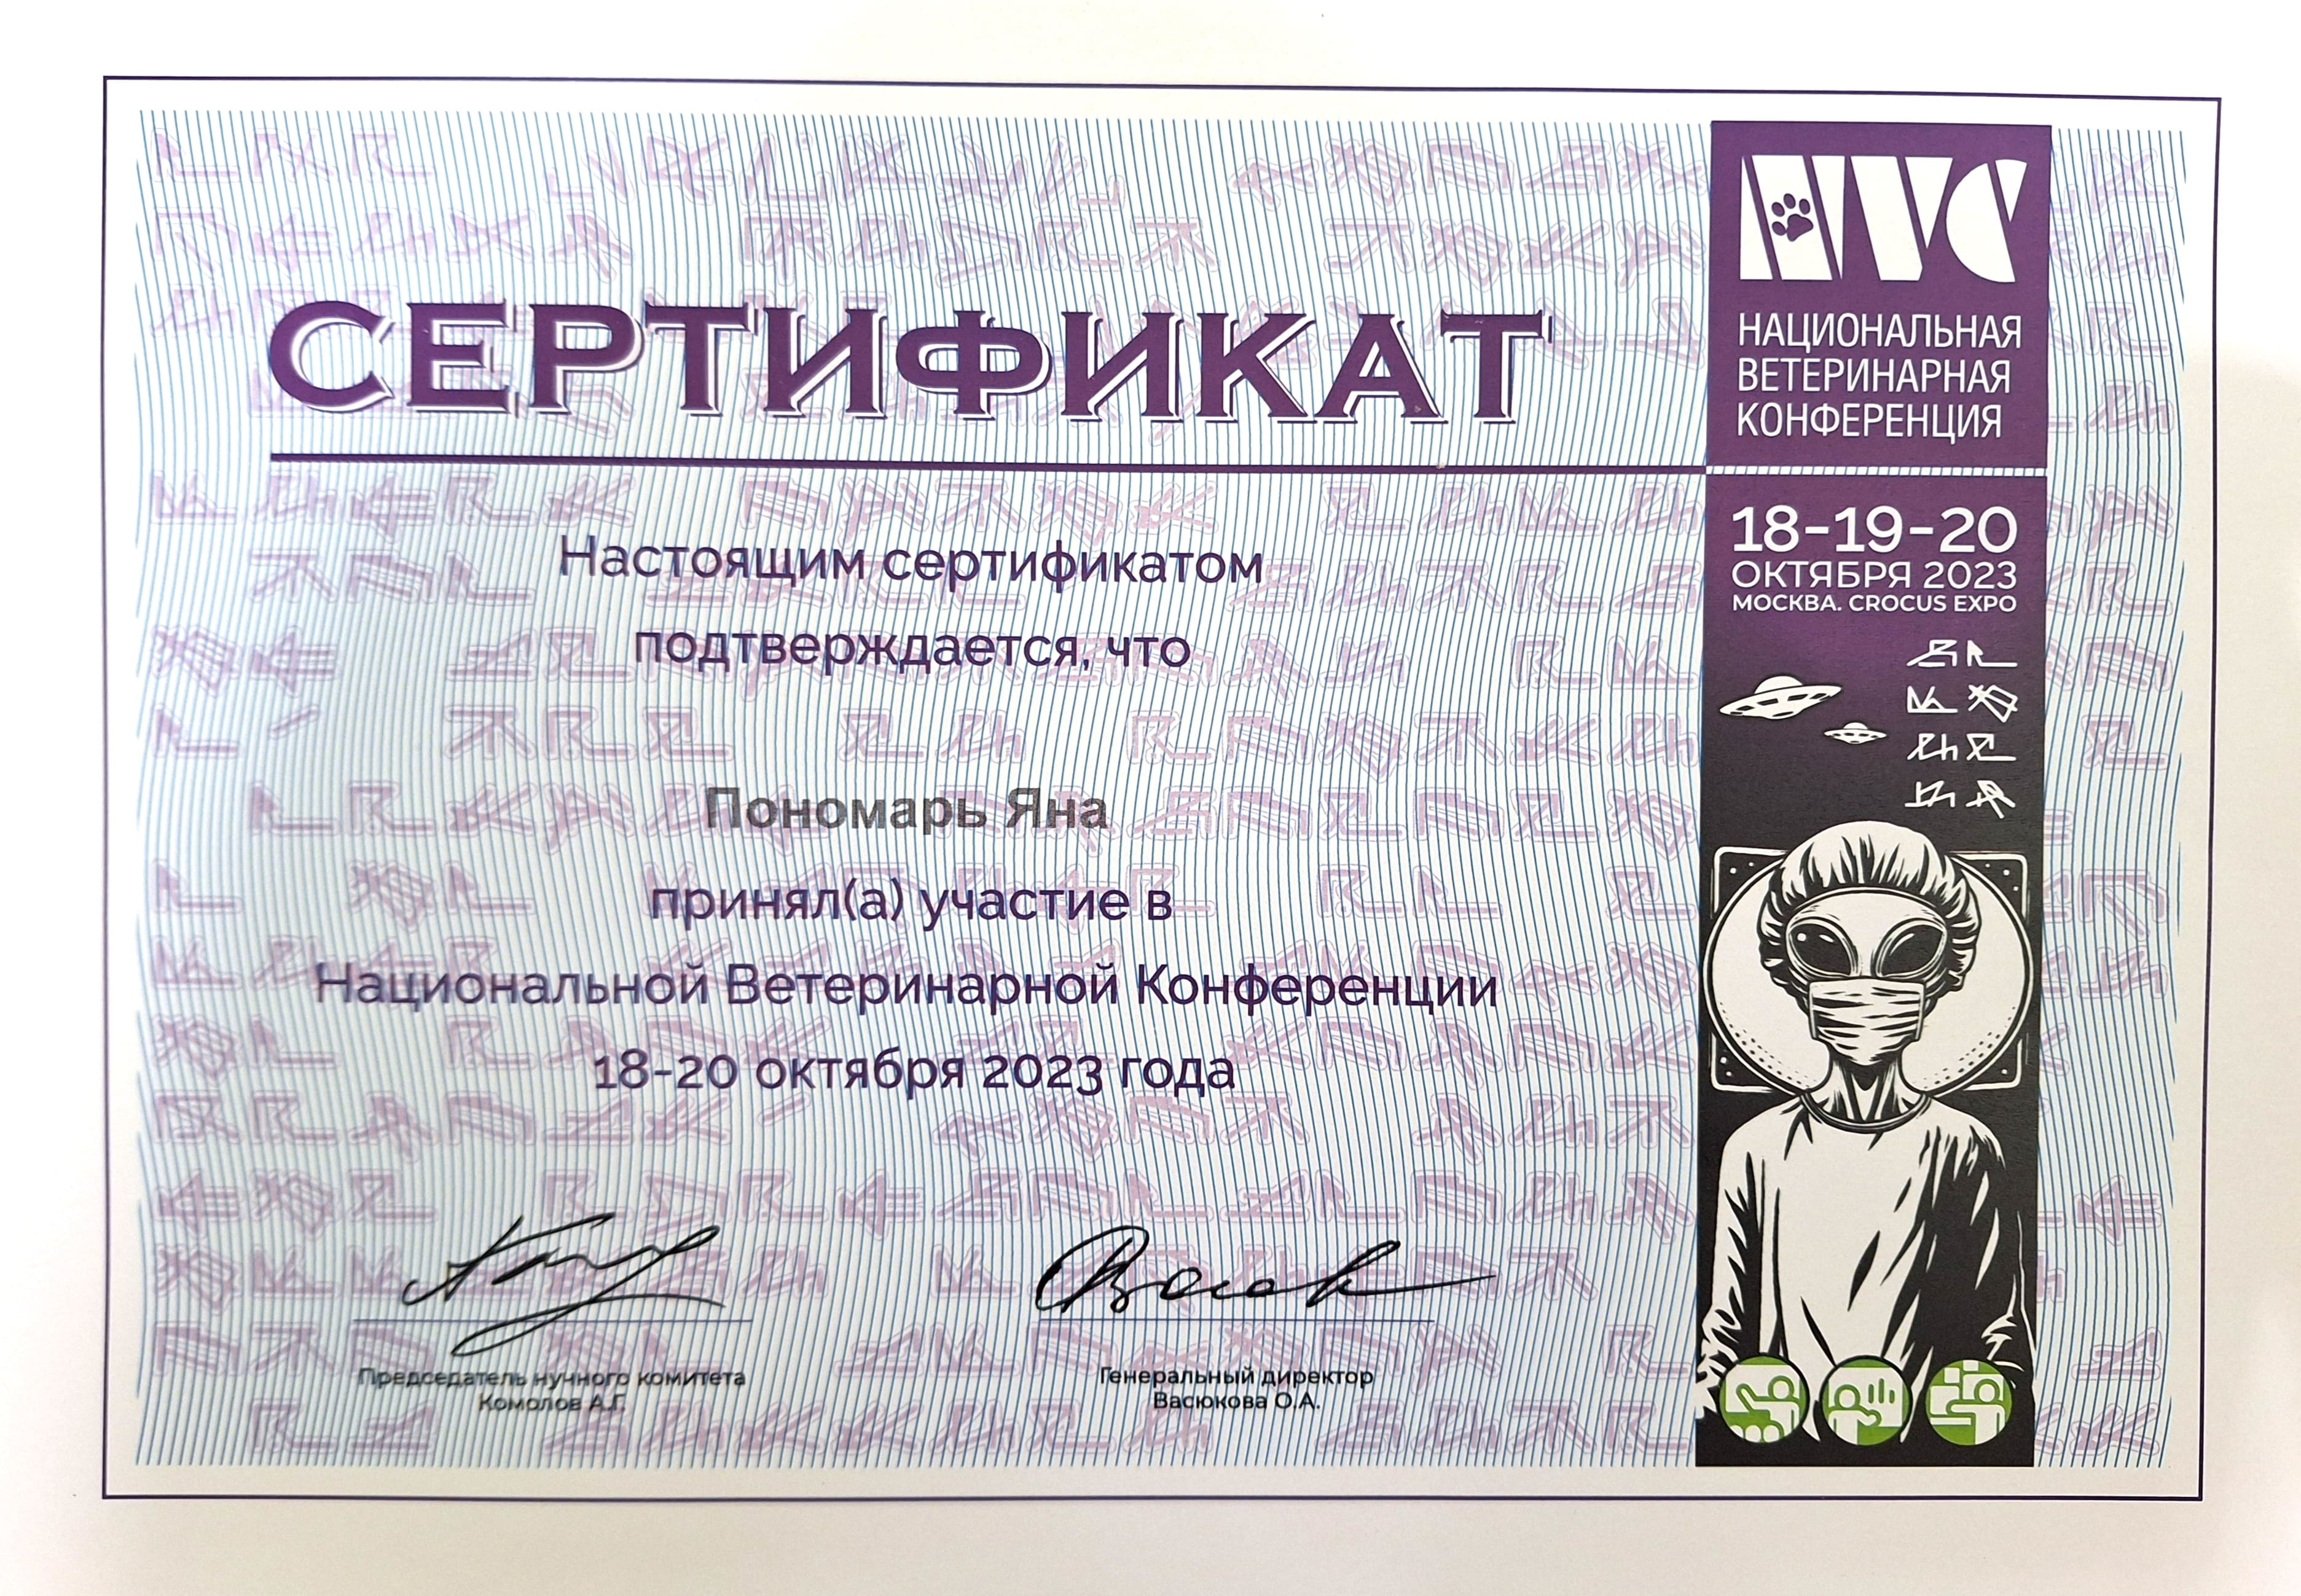 СЕРТИФИКАТ
Настоящим сертификатом
подтверждается, что
Пономарь Яна
принял(а) участие в
Национальной Ветеринарной Конференции
18-20 октября 2023 года
Председатель нучного комитета
Комолов А.Г.
Генеральный директор
Васюкова О.А.
NVC
НАЦИОНАЛЬНАЯ
ВЕТЕРИНАРНАЯ
КОНФЕРЕНЦИЯ
18-19-20
ОКТЯБРЯ 2023
МОСКВА. CROCUS EXPO